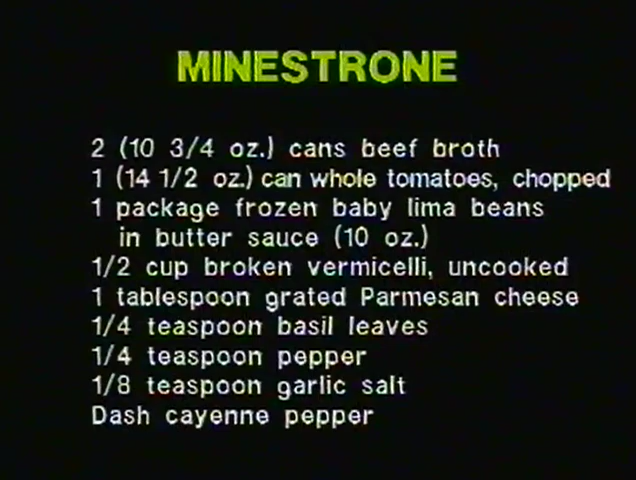 MINESTRONE
2 (10 3/4 oz.) cans beef broth
1 (14 1/2 oz.) can whole tomatoes, chopped
1 package frozen baby lima beans
in butter sauce (10 oz.)
1/2 cup broken vermicelli, uncooked
1 tablespoon grated Parmesan cheese
1/4 teaspoon basil leaves
1/4 teaspoon pepper
1/8 teaspoon garlic salt
Dash cayenne pepper